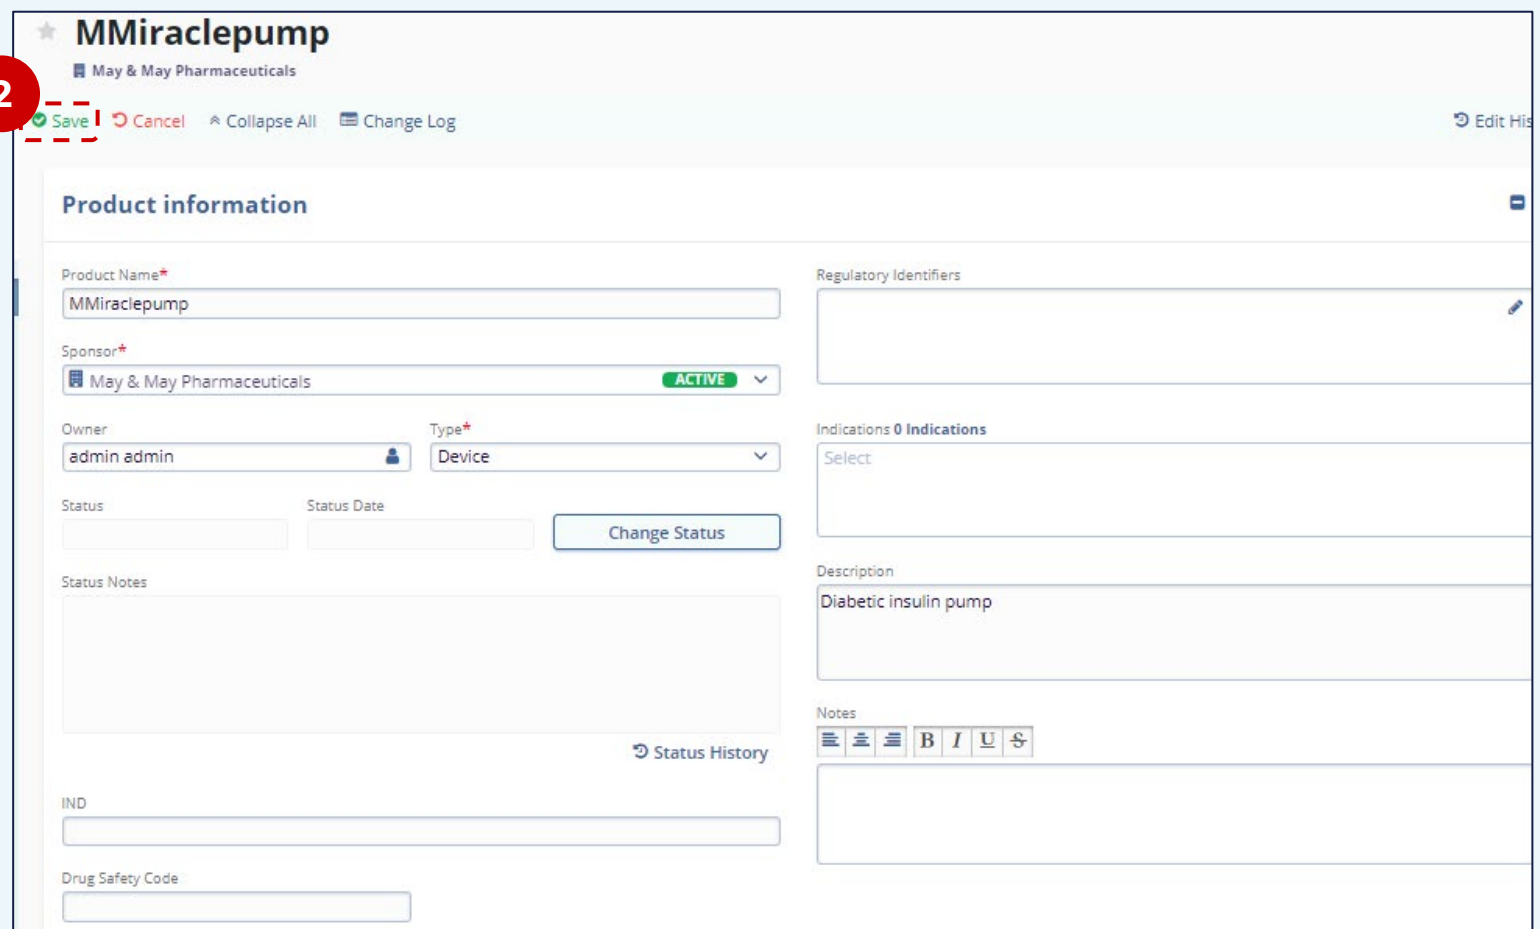 MMiraclepump
May & May Pharmaceuticals
2
Save Cancel Collapse All Change Log Edit His
Product information
Product Name*
MMiraclepump
Sponsor*
May & May Pharmaceuticals ACTIVE
Owner Type*
admin admin Device
Status Status Date
Change Status
Status Notes
Status History
IND
Drug Safety Code
Regulatory Identifiers
Indications 0 Indications
Select
Description
Diabetic insulin pump
Notes
B I U S